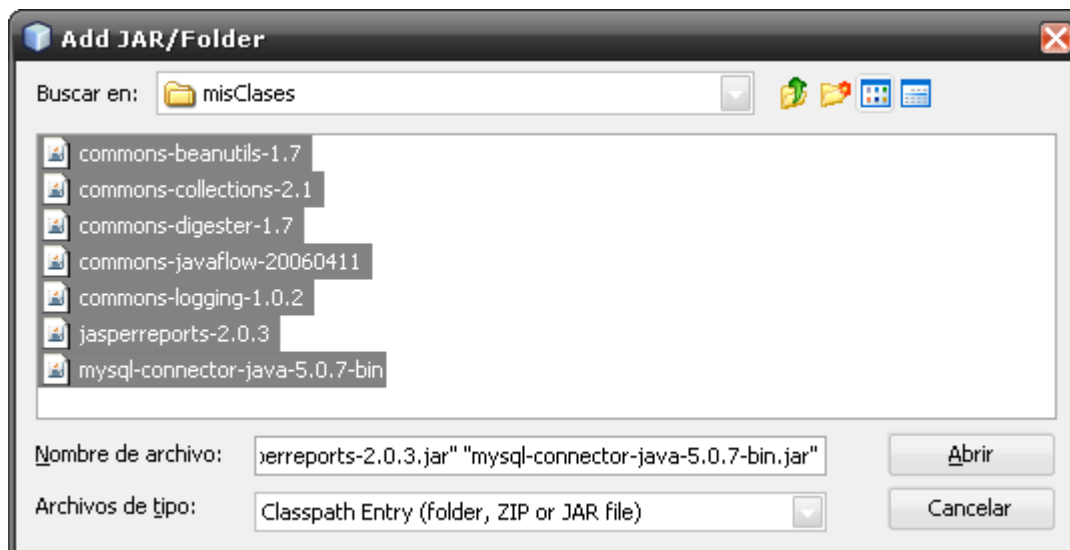 Add JAR/Folder
Buscar en: misClases
commons-beanutils-1.7
commons-collections-2.1
commons-digester-1.7
commons-javaflow-20060411
commons-logging-1.0.2
jasperreports-2.0.3
mysql-connector-java-5.0.7-bin
Nombre de archivo: perreports-2.0.3.jar" "mysql-connector-java-5.0.7-bin.jar" Abrir
Archivos de tipo: Classpath Entry (folder, ZIP or JAR file) Cancelar